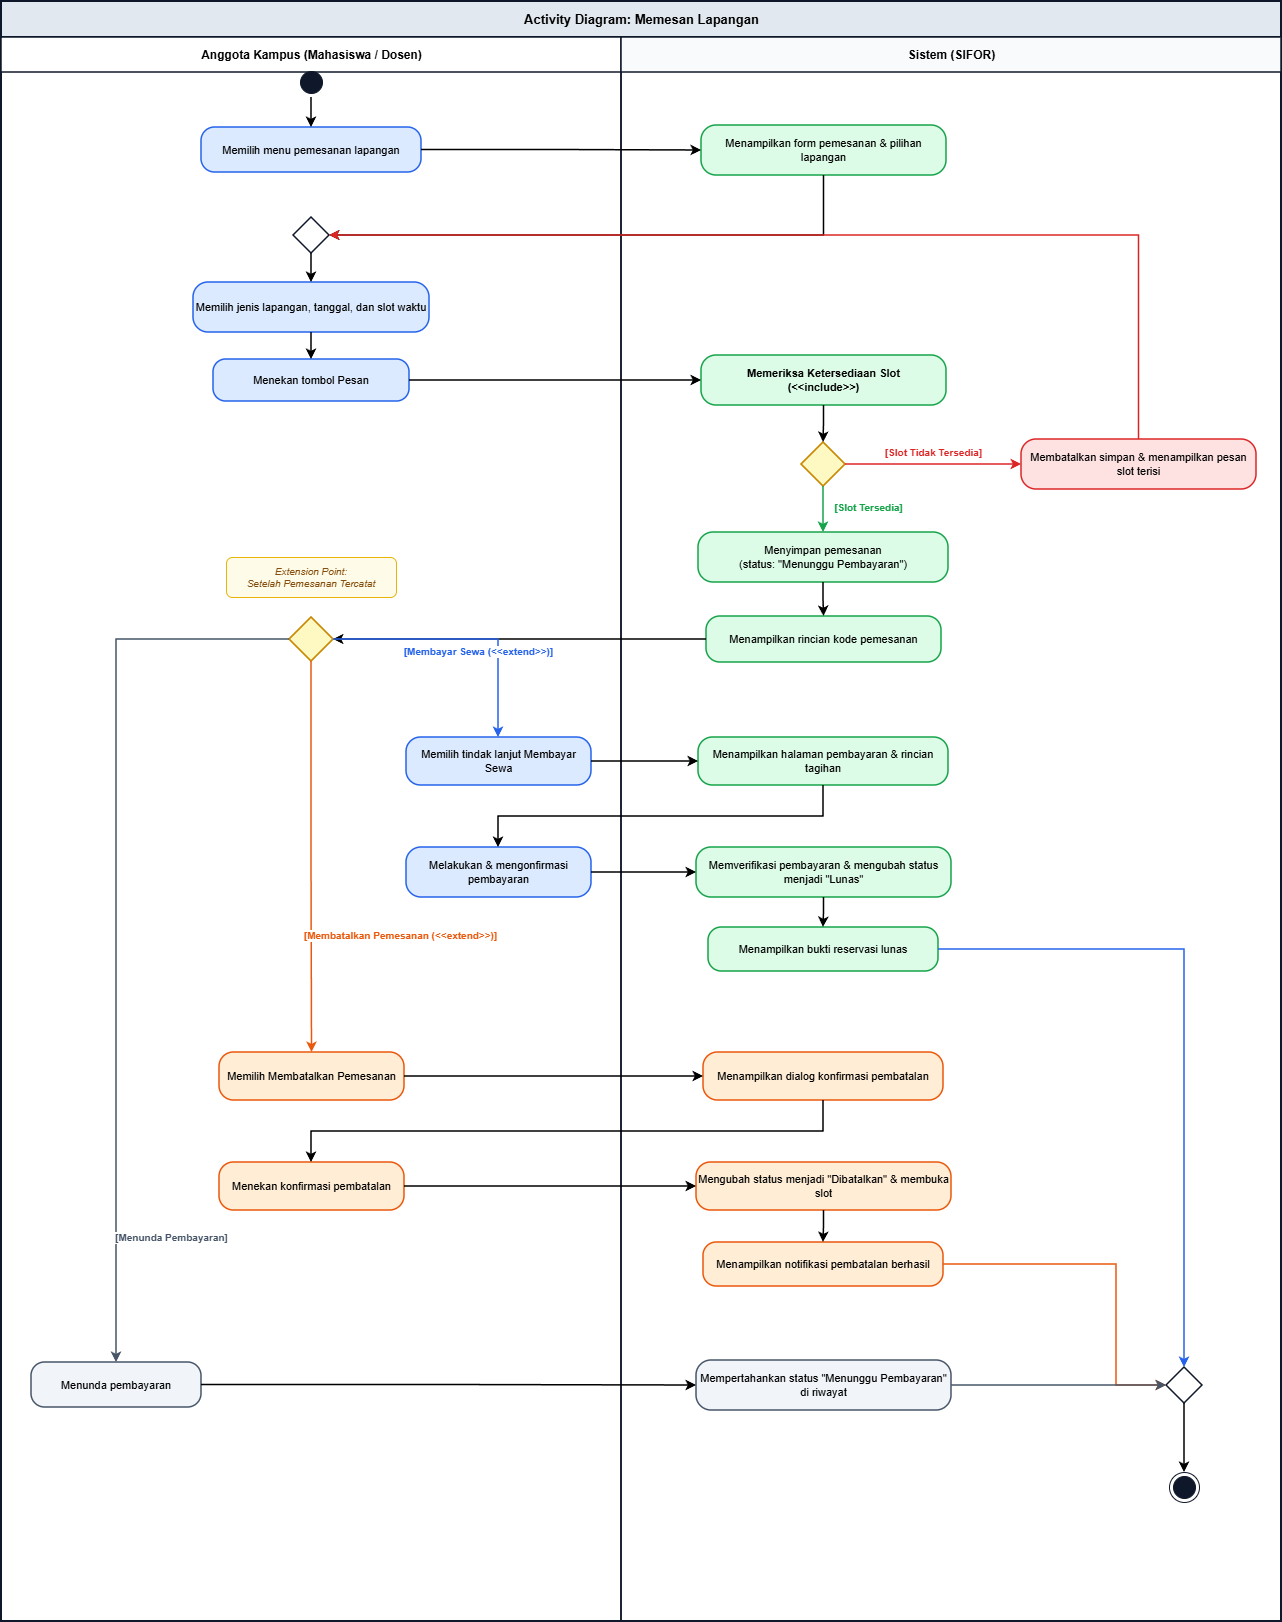 Activity Diagram: Memesan Lapangan
Anggota Kampus (Mahasiswa / Dosen)
Sistem (SIFOR)
Memilih menu pemesanan lapangan
Menampilkan form pemesanan & pilihan
lapangan
Memilih jenis lapangan, tanggal, dan slot waktu
Menekan tombol Pesan
Memeriksa Ketersediaan Slot
(<<include>>)
[Slot Tidak Tersedia]
Membatalkan simpan & menampilkan pesan
slot terisi
[Slot Tersedia]
Menyimpan pemesanan
(status: "Menunggu Pembayaran")
Extension Point:
Setelah Pemesanan Tercatat
Menampilkan rincian kode pemesanan
[Membayar Sewa (<<extend>>)]
Memilih tindak lanjut Membayar
Sewa
Menampilkan halaman pembayaran & rincian
tagihan
Melakukan & mengonfirmasi
pembayaran
Memverifikasi pembayaran & mengubah status
menjadi "Lunas"
[Membatalkan Pemesanan (<<extend>>)]
Menampilkan bukti reservasi lunas
Memilih Membatalkan Pemesanan
Menampilkan dialog konfirmasi pembatalan
Menekan konfirmasi pembatalan
Mengubah status menjadi "Dibatalkan" & membuka
slot
[Menunda Pembayaran]
Menampilkan notifikasi pembatalan berhasil
Menunda pembayaran
Mempertahankan status "Menunggu Pembayaran"
di riwayat